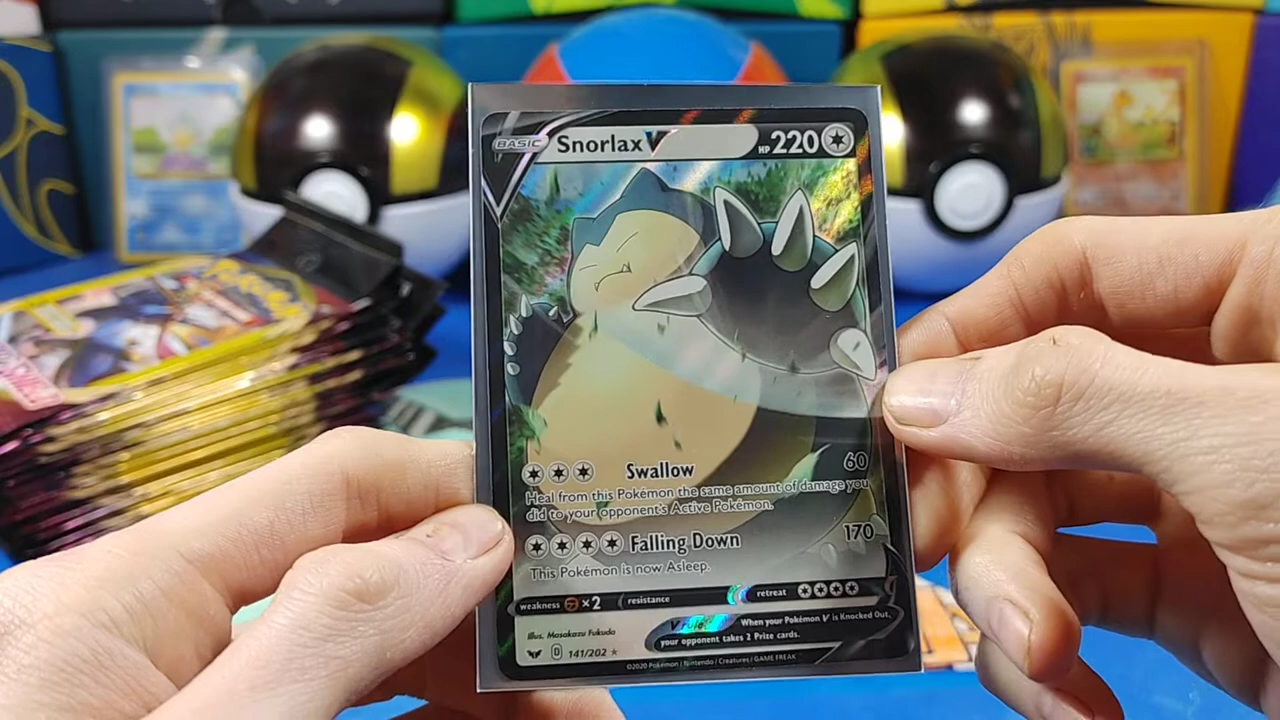 BASIC Snorlax V HP 220
Swallow 60
Heal from this Pokémon the same amount of damage you
did to your opponent's Active Pokémon.
Falling Down 170
This Pokémon is now Asleep.
weakness ×2 resistance retreat
V rule When your Pokémon V is Knocked Out,
your opponent takes 2 Prize cards.
Illus. Masakazu Fukuda
D 141/202 ★
©2020 Pokémon / Nintendo / Creatures / GAME FREAK
POKÉMON